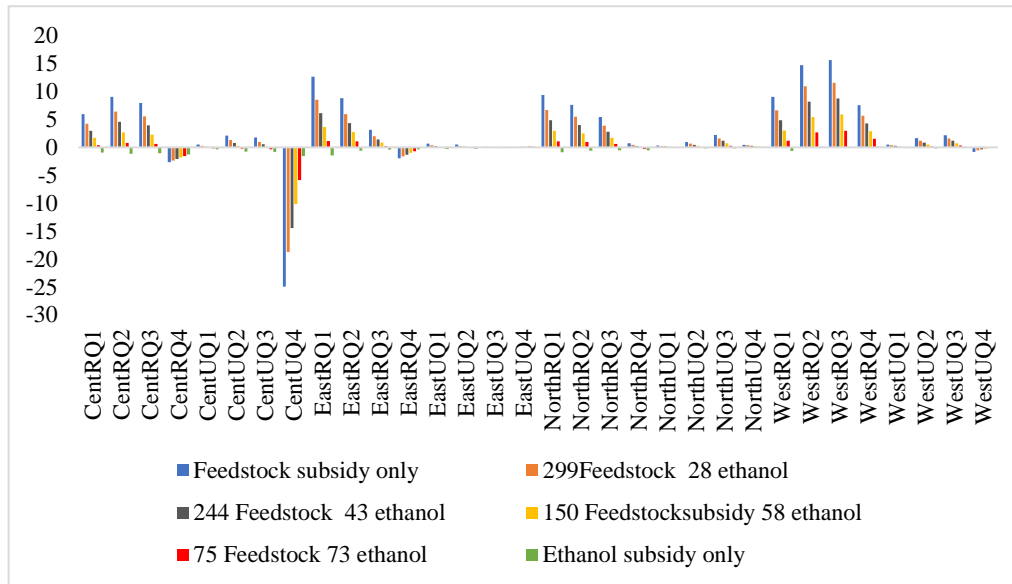 20
15
10
5
0
-5
-10
-15
-20
-25
-30
CentRQ1
CentRQ2
CentRQ3
CentRQ4
CentUQ1
CentUQ2
CentUQ3
CentUQ4
EastRQ1
EastRQ2
EastRQ3
EastRQ4
EastUQ1
EastUQ2
EastUQ3
EastUQ4
NorthRQ1
NorthRQ2
NorthRQ3
NorthRQ4
NorthUQ1
NorthUQ2
NorthUQ3
NorthUQ4
WestRQ1
WestRQ2
WestRQ3
WestRQ4
WestUQ1
WestUQ2
WestUQ3
WestUQ4
Feedstock subsidy only
299Feedstock 28 ethanol
244 Feedstock 43 ethanol
150 Feedstocksubsidy 58 ethanol
75 Feedstock 73 ethanol
Ethanol subsidy only